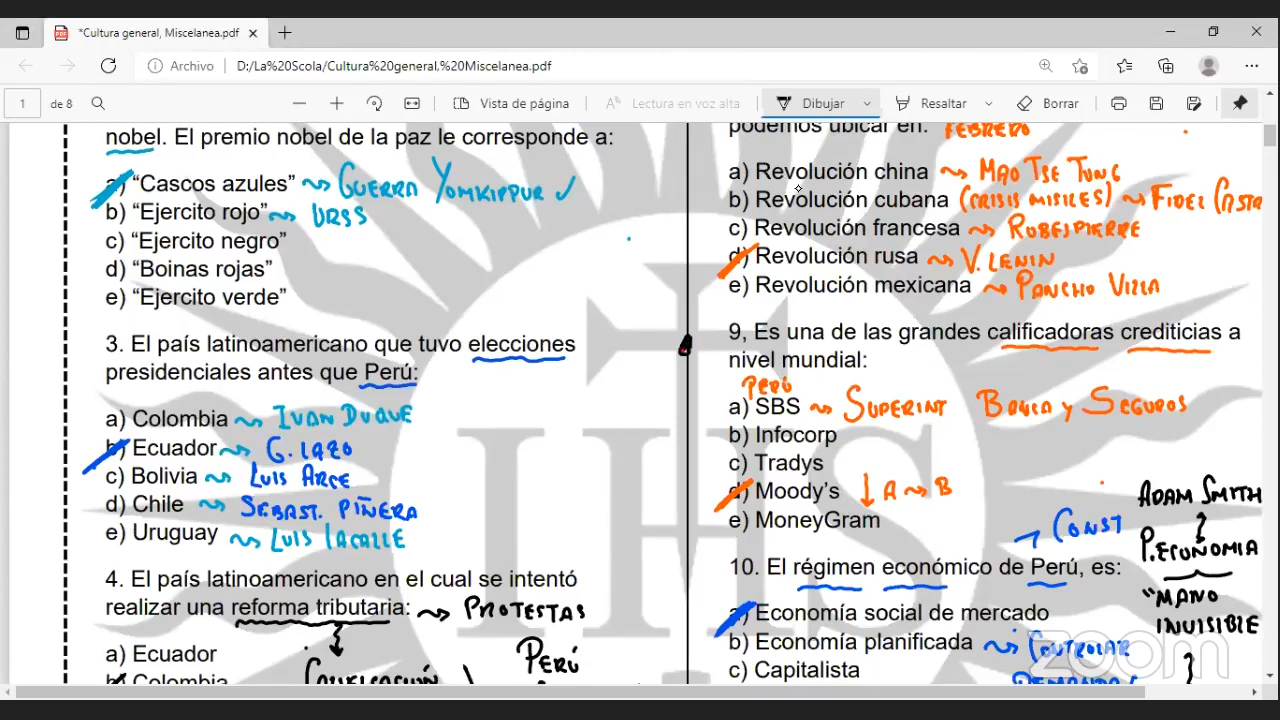 *Cultura general, Miscelanea.pdf
Archivo
D:/La%20Scola/Cultura%20general,%20Miscelanea.pdf
1 de 8
Vista de página
Lectura en voz alta
Dibujar
Resaltar
Borrar
nobel. El premio nobel de la paz le corresponde a:
a) “Cascos azules” GUERRA YOMKIPPUR
b) “Ejercito rojo” URSS
c) “Ejercito negro”
d) “Boinas rojas”
e) “Ejercito verde”
3. El país latinoamericano que tuvo elecciones
presidenciales antes que Perú:
a) Colombia IVAN DUQUE
b) Ecuador G. LAZO
c) Bolivia LUIS ARCE
d) Chile SEBAST. PIÑERA
e) Uruguay LUIS LACALLE
4. El país latinoamericano en el cual se intentó
realizar una reforma tributaria: PROTESTAS
PERÚ
a) Ecuador
b) Colombia
podemos ubicar en: FEBRERO
a) Revolución china MAO TSE TUNG
b) Revolución cubana (CRISIS MISILES) FIDEL CASTR
c) Revolución francesa ROBESPIERRE
d) Revolución rusa V. LENIN
e) Revolución mexicana PANCHO VILLA
9, Es una de las grandes calificadoras crediticias a
nivel mundial:
PERÚ
a) SBS SUPERINT BANCA Y SEGUROS
b) Infocorp
c) Tradys
d) Moody’s A B
e) MoneyGram
CONST
10. El régimen económico de Perú, es:
a) Economía social de mercado
b) Economía planificada CONTROLAR
c) Capitalista DEMANDA
ADAM SMITH
P. ECONOMIA
"MANO
INVISIBLE
zoom